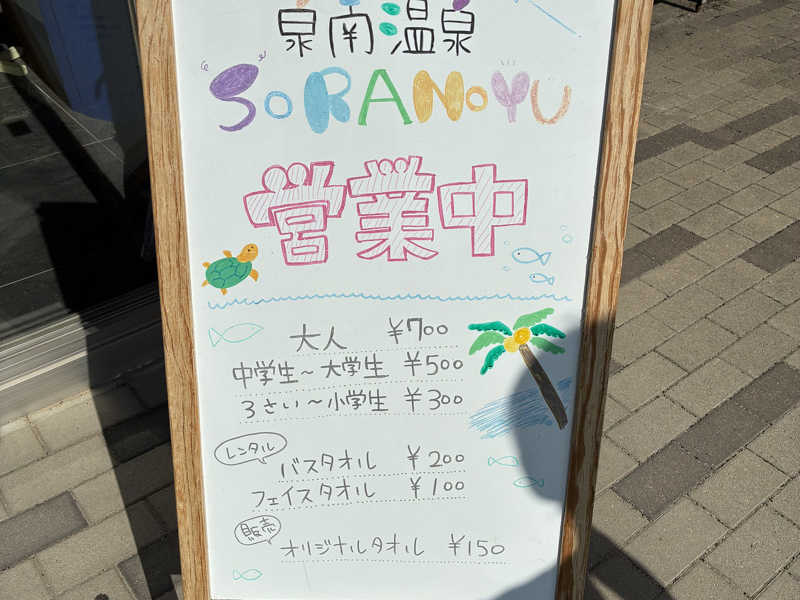 泉南温泉
SORANOYU
営業中
大人 ¥700
中学生～大学生 ¥500
3さい～小学生 ¥300
レンタル
バスタオル ¥200
フェイスタオル ¥100
販売
オリジナルタオル ¥150